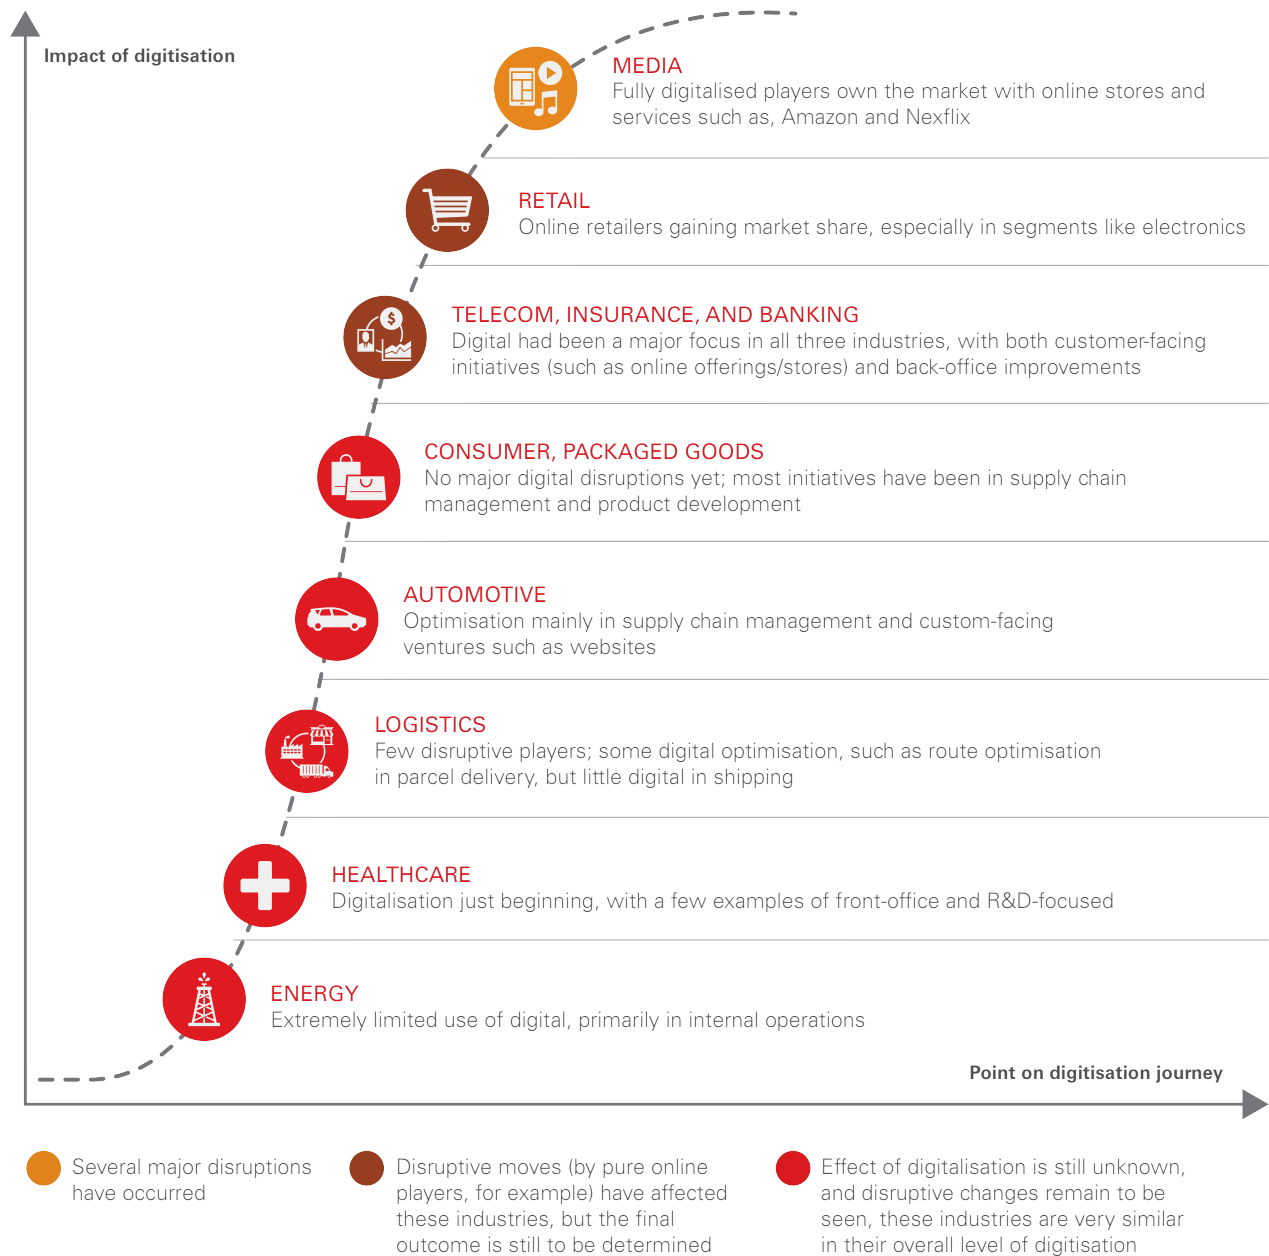 Impact of digitisation
MEDIA
Fully digitalised players own the market with online stores and
services such as, Amazon and Nexflix
RETAIL
Online retailers gaining market share, especially in segments like electronics
$
TELECOM, INSURANCE, AND BANKING
Digital had been a major focus in all three industries, with both customer-facing
initiatives (such as online offerings/stores) and back-office improvements
CONSUMER, PACKAGED GOODS
No major digital disruptions yet; most initiatives have been in supply chain
management and product development
AUTOMOTIVE
Optimisation mainly in supply chain management and custom-facing
ventures such as websites
LOGISTICS
Few disruptive players; some digital optimisation, such as route optimisation
in parcel delivery, but little digital in shipping
HEALTHCARE
Digitalisation just beginning, with a few examples of front-office and R&D-focused
ENERGY
Extremely limited use of digital, primarily in internal operations
Point on digitisation journey
Several major disruptions
have occurred
Disruptive moves (by pure online
players, for example) have affected
these industries, but the final
outcome is still to be determined
Effect of digitalisation is still unknown,
and disruptive changes remain to be
seen, these industries are very similar
in their overall level of digitisation